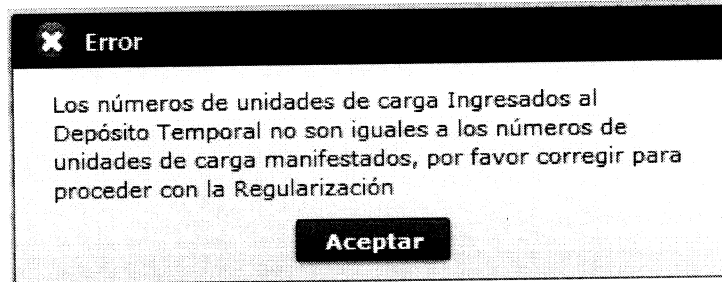 Error
Los números de unidades de carga Ingresados al
Depósito Temporal no son iguales a los números de
unidades de carga manifestados, por favor corregir para
proceder con la Regularización
Aceptar